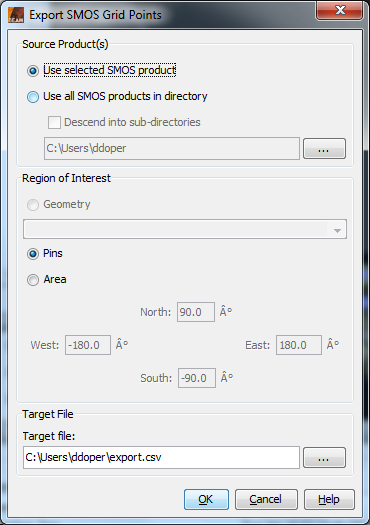 BEAM
Export SMOS Grid Points
Source Product(s)
Use selected SMOS product
Use all SMOS products in directory
Descend into sub-directories
C:\Users\ddoper
...
Region of Interest
Geometry
Pins
Area
North: 90.0 Â°
West: -180.0 Â° East: 180.0 Â°
South: -90.0 Â°
Target File
Target file:
C:\Users\ddoper\export.csv
...
OK Cancel Help